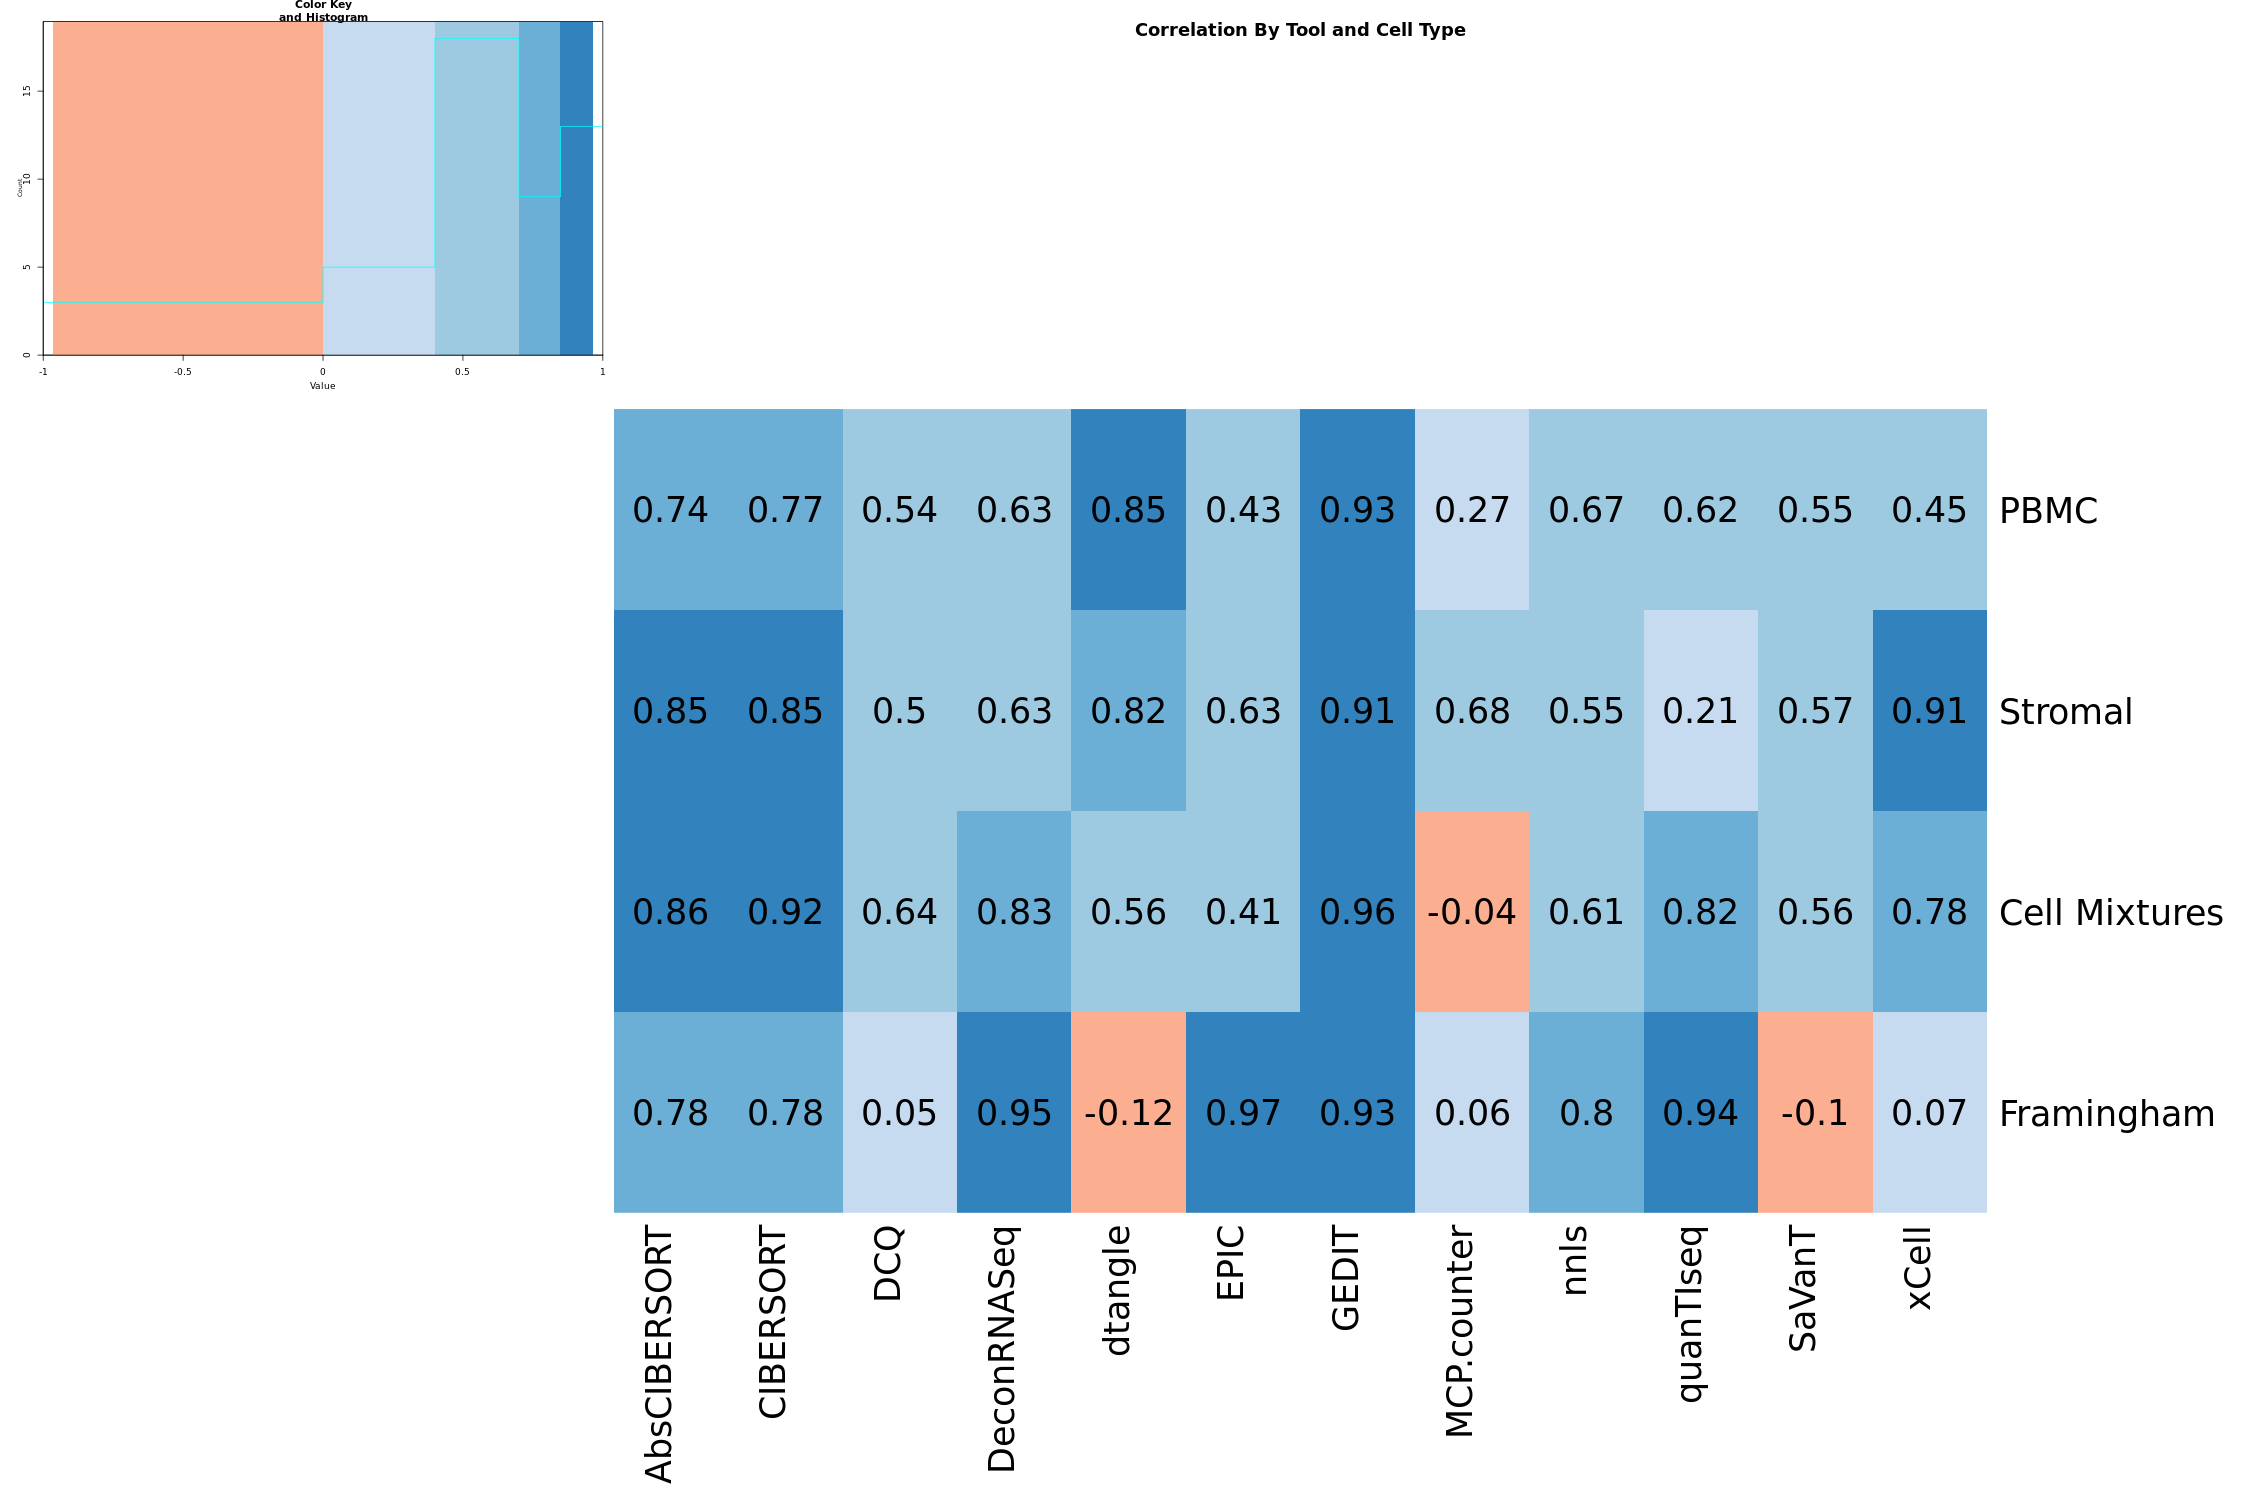 Color Key
and Histogram
Correlation By Tool and Cell Type
15
10
5
0
Count
-1 -0.5 0 0.5 1
Value
0.74 0.77 0.54 0.63 0.85 0.43 0.93 0.27 0.67 0.62 0.55 0.45 PBMC
0.85 0.85 0.5 0.63 0.82 0.63 0.91 0.68 0.55 0.21 0.57 0.91 Stromal
0.86 0.92 0.64 0.83 0.56 0.41 0.96 -0.04 0.61 0.82 0.56 0.78 Cell Mixtures
0.78 0.78 0.05 0.95 -0.12 0.97 0.93 0.06 0.8 0.94 -0.1 0.07 Framingham
AbsCIBERSORT
CIBERSORT
DCQ
DeconRNASeq
dtangle
EPIC
GEDIT
MCP.counter
nnls
quanTIseq
SaVanT
xCell